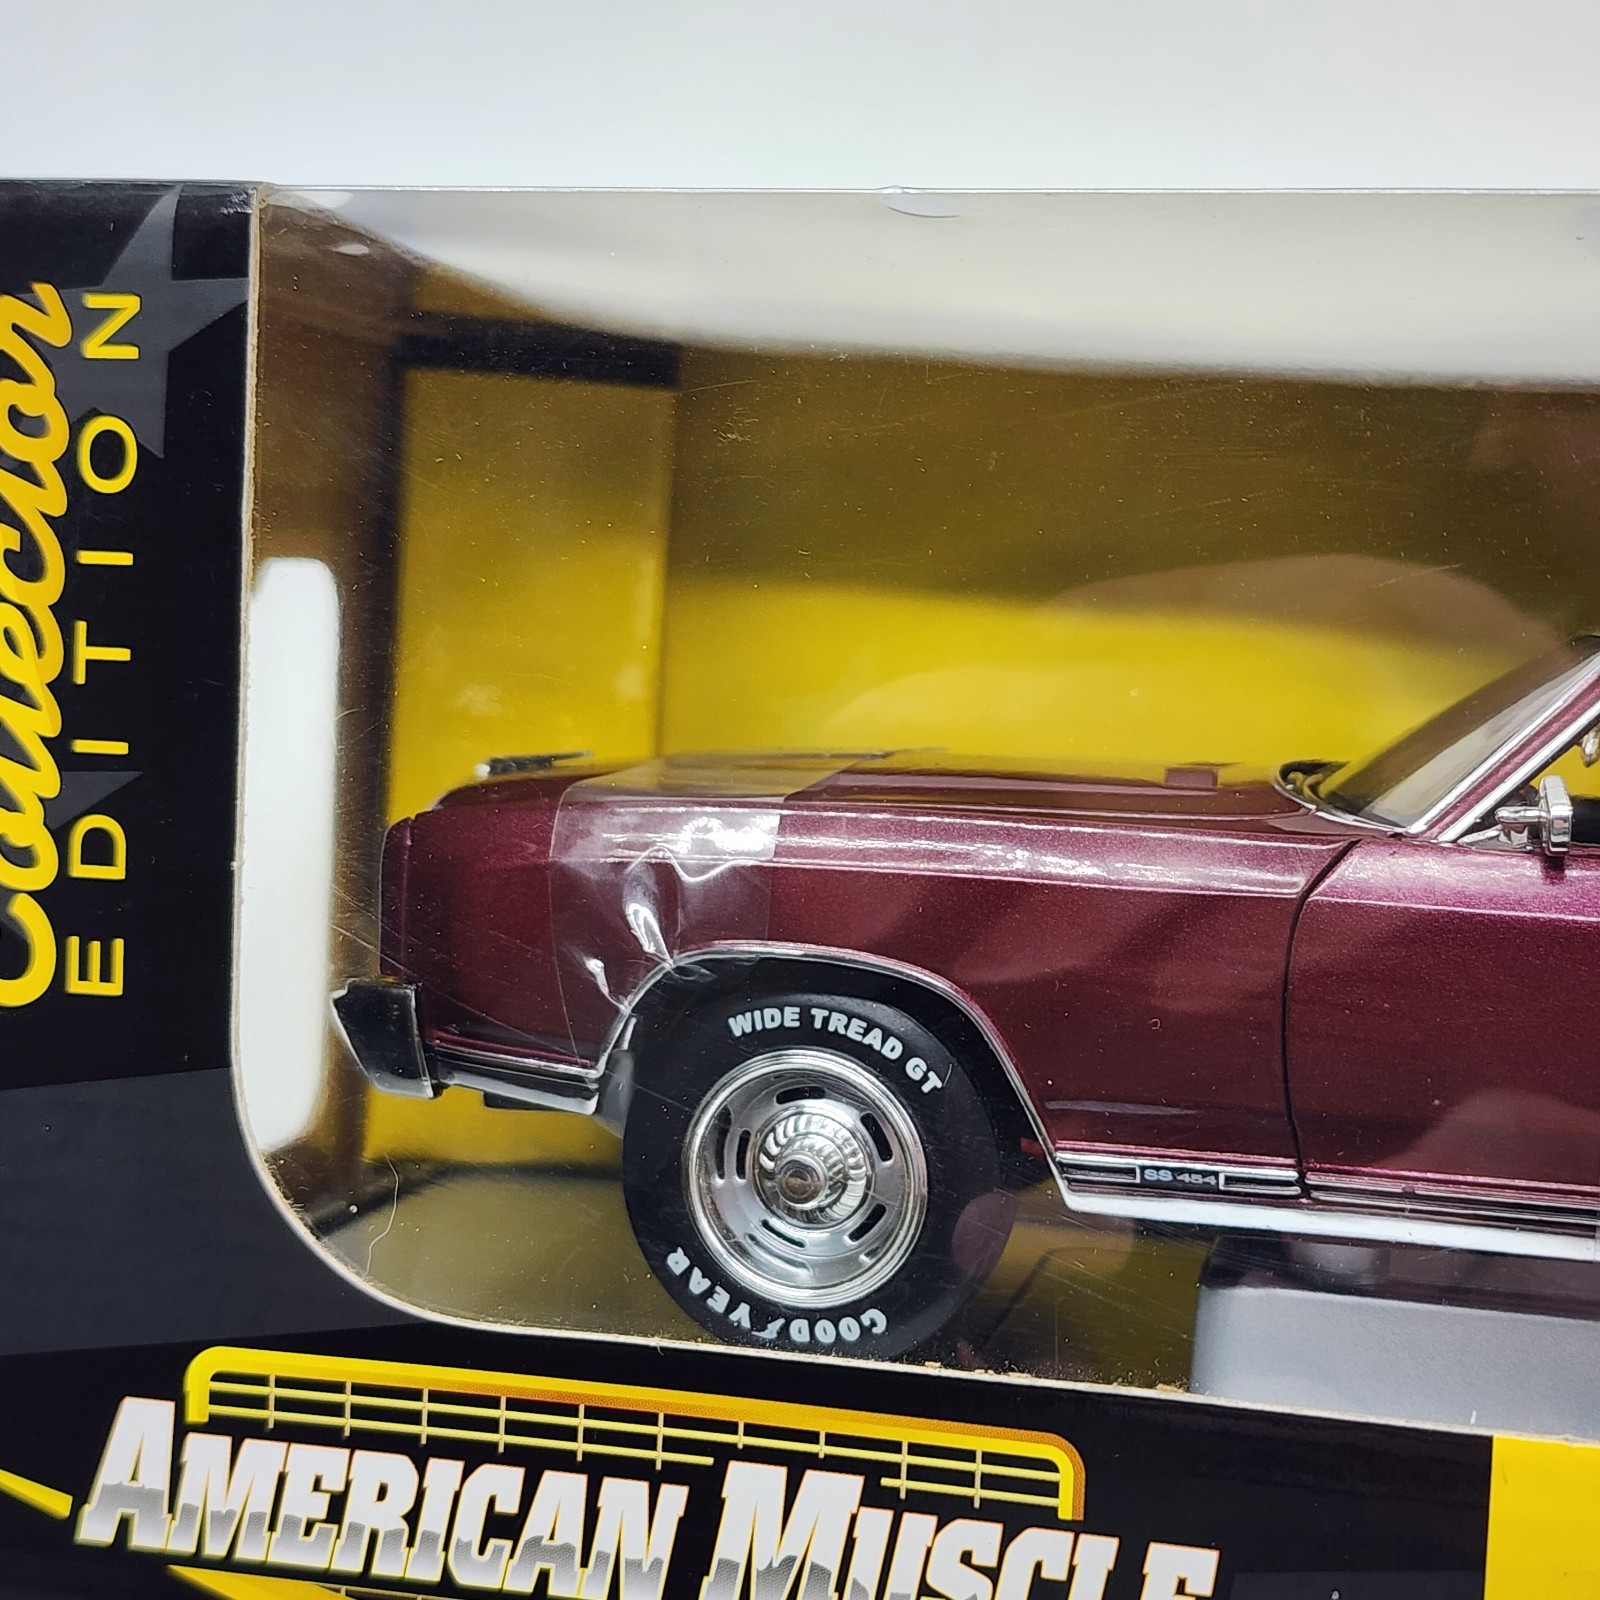 Collector
EDITION
WIDE TREAD GT
GOODYEAR
SS 454
AMERICAN MUSCLE